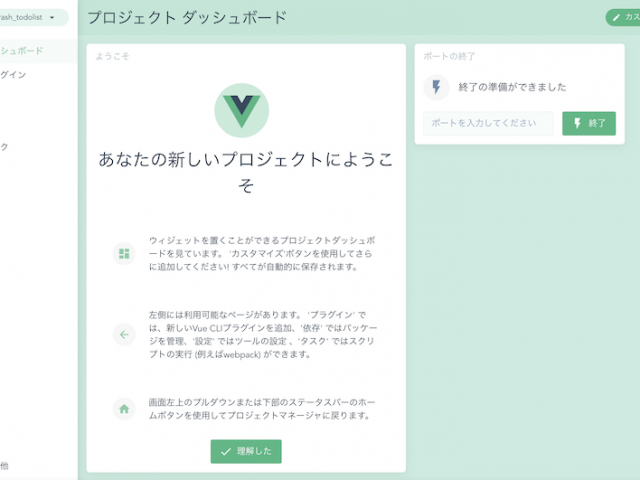 rash_todolist
プロジェクト ダッシュボード
カス
シュボード
グイン
ク
他
ようこそ
あなたの新しいプロジェクトにようこ
そ
ウィジェットを置くことができるプロジェクトダッシュボ
ードを見ています。 'カスタマイズ'ボタンを使用してさら
に追加してください! すべてが自動的に保存されます。
左側には利用可能なページがあります。 'プラグイン' で
は、新しいVue CLIプラグインを追加、'依存' ではパッケー
ジを管理、'設定' ではツールの設定 、'タスク' ではスクリ
プトの実行 (例えばwebpack) ができます。
画面左上のプルダウンまたは下部のステータスバーのホー
ムボタンを使用してプロジェクトマネージャに戻ります。
理解した
ポートの終了
終了の準備ができました
ポートを入力してください
終了